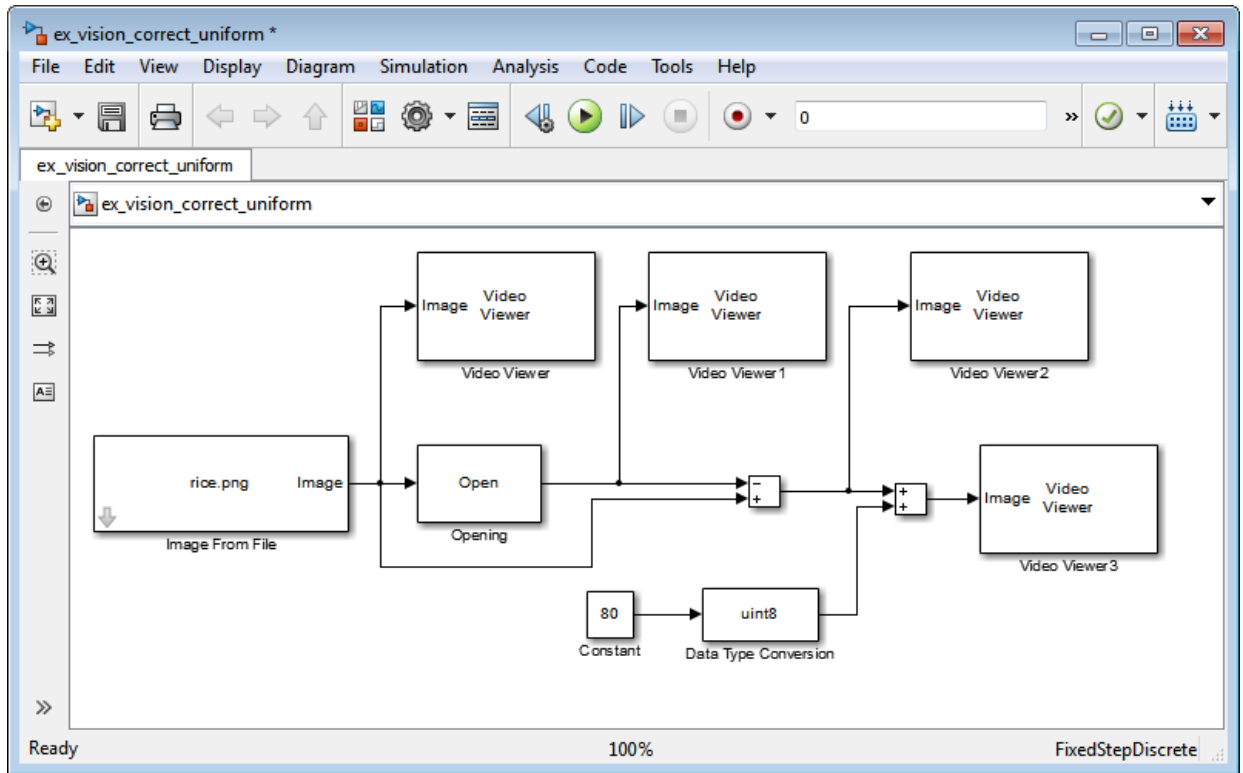 ex_vision_correct_uniform *
File Edit View Display Diagram Simulation Analysis Code Tools Help
0
»
ex_vision_correct_uniform
ex_vision_correct_uniform
Image Video
Viewer
Video Viewer
Image Video
Viewer
Video Viewer1
Image Video
Viewer
Video Viewer2
rice.png Image
Image From File
Open
Opening
−
+
+
+
Image Video
Viewer
Video Viewer3
80
Constant
uint8
Data Type Conversion
A
»
Ready 100% FixedStepDiscrete